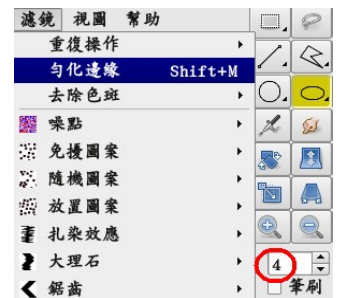 濾鏡 視圖 幫助
重復操作
勻化邊緣 Shift+M
去除色斑
噪點
免擾圖案
隨機圖案
放置圖案
扎染效應
大理石
鋸齒
4
筆刷